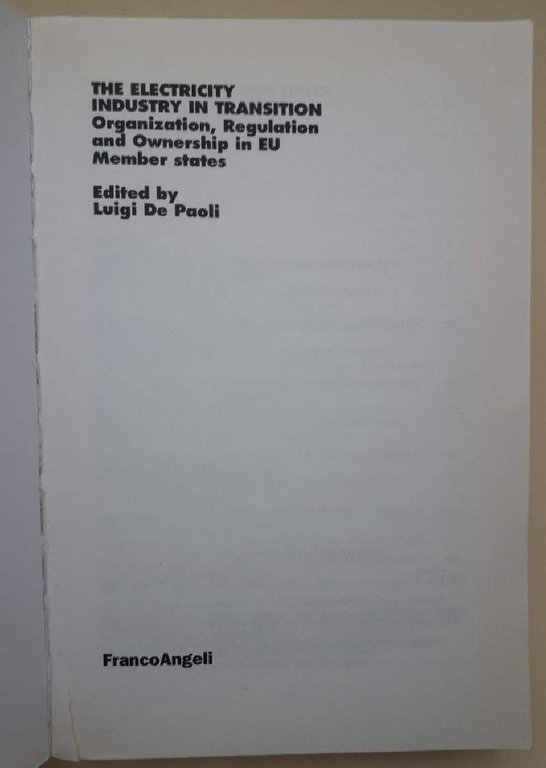 THE ELECTRICITY
INDUSTRY IN TRANSITION
Organization, Regulation
and Ownership in EU
Member states
Edited by
Luigi De Paoli
FrancoAngeli